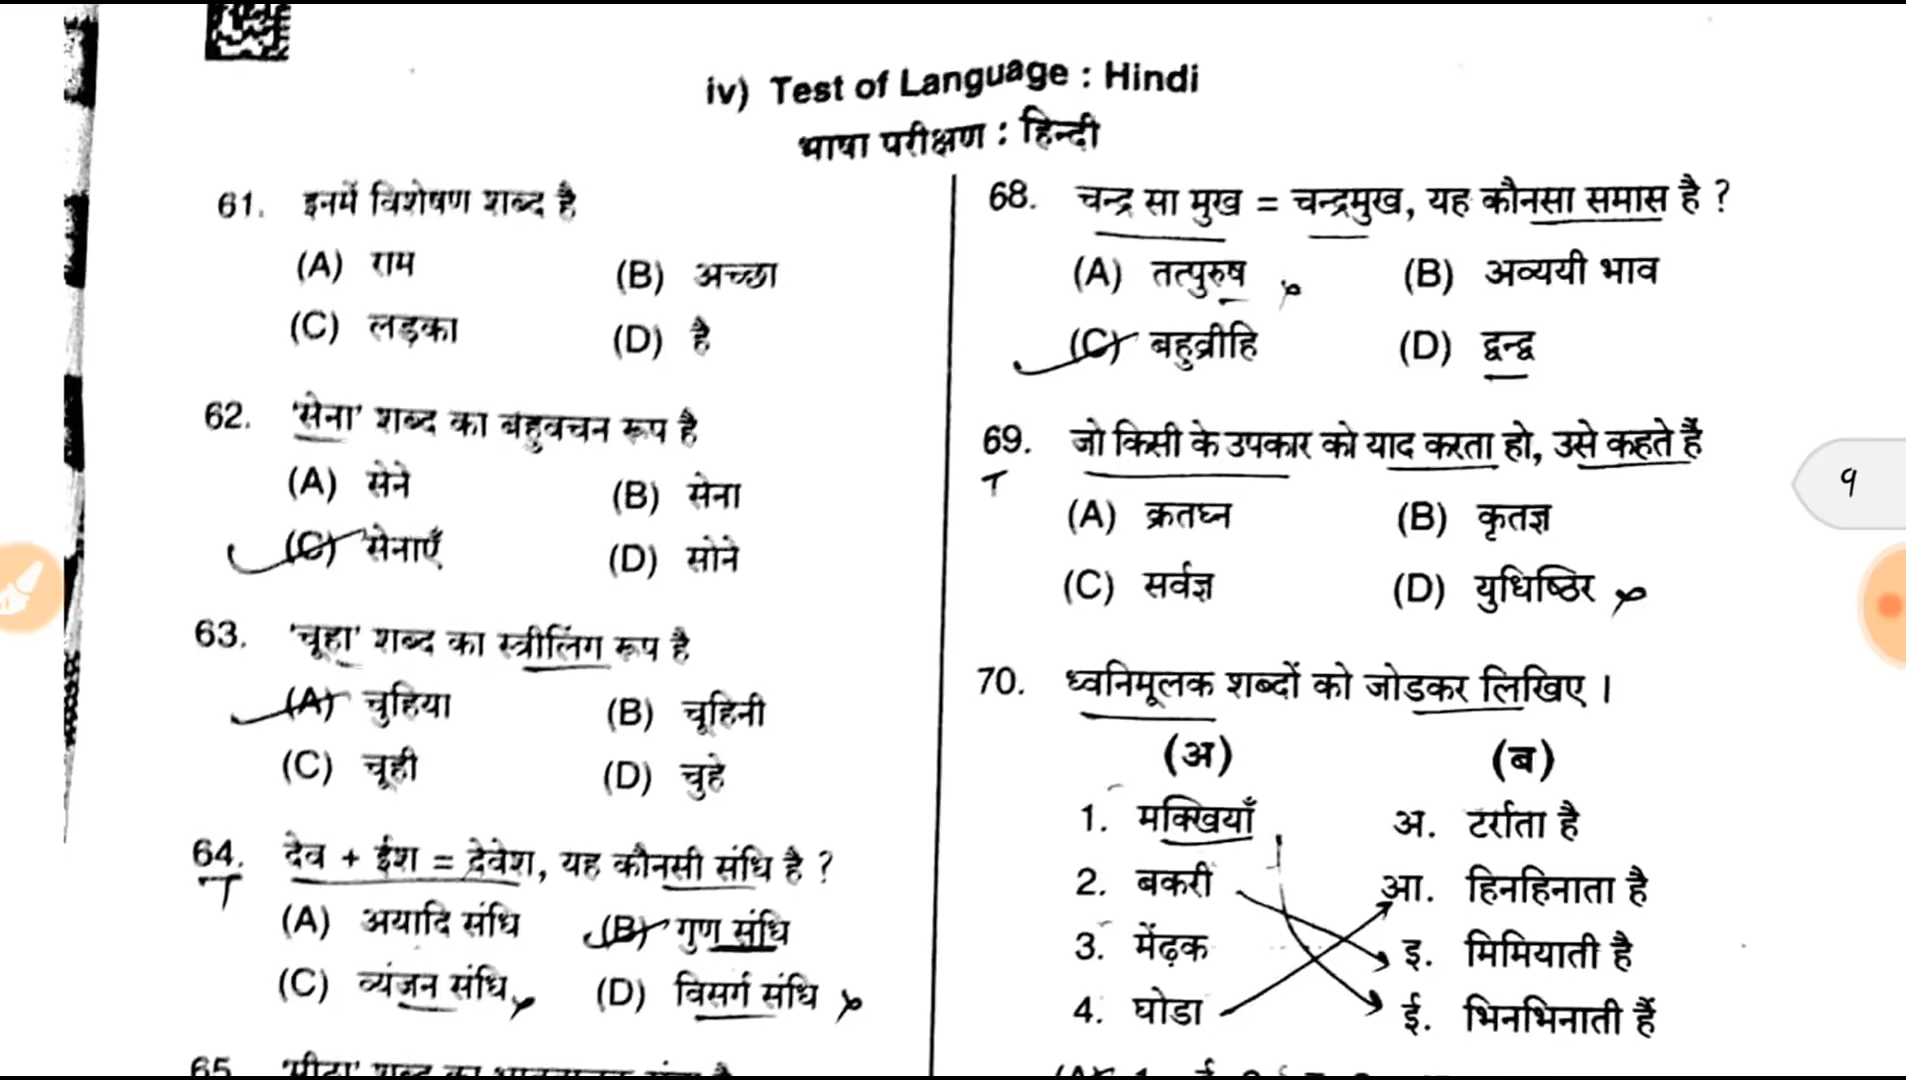 iv) Test of Language : Hindi
भाषा परीक्षण : हिन्दी
61. इनमें विशेषण शब्द है
(A) राम (B) अच्छा
(C) लड़का (D) है
62. 'सेना' शब्द का बहुवचन रूप है
(A) सेने (B) सेना
(C) सेनाएँ (D) सोने
63. 'चूहा' शब्द का स्त्रीलिंग रूप है
(A) चुहिया (B) चूहिनी
(C) चूही (D) चुहे
64. देव + ईश = देवेश, यह कौनसी संधि है ?
(A) अयादि संधि (B) गुण संधि
(C) व्यंजन संधि (D) विसर्ग संधि
65.
68. चन्द्र सा मुख = चन्द्रमुख, यह कौनसा समास है ?
(A) तत्पुरुष (B) अव्ययी भाव
(C) बहुव्रीहि (D) द्वन्द्व
69. जो किसी के उपकार को याद करता हो, उसे कहते हैं
(A) क्रतघ्न (B) कृतज्ञ
(C) सर्वज्ञ (D) युधिष्ठिर
70. ध्वनिमूलक शब्दों को जोडकर लिखिए ।
(अ) (ब)
1. मक्खियाँ अ. टर्राता है
2. बकरी आ. हिनहिनाता है
3. मेंढ़क इ. मिमियाती है
4. घोडा ई. भिनभिनाती हैं
9